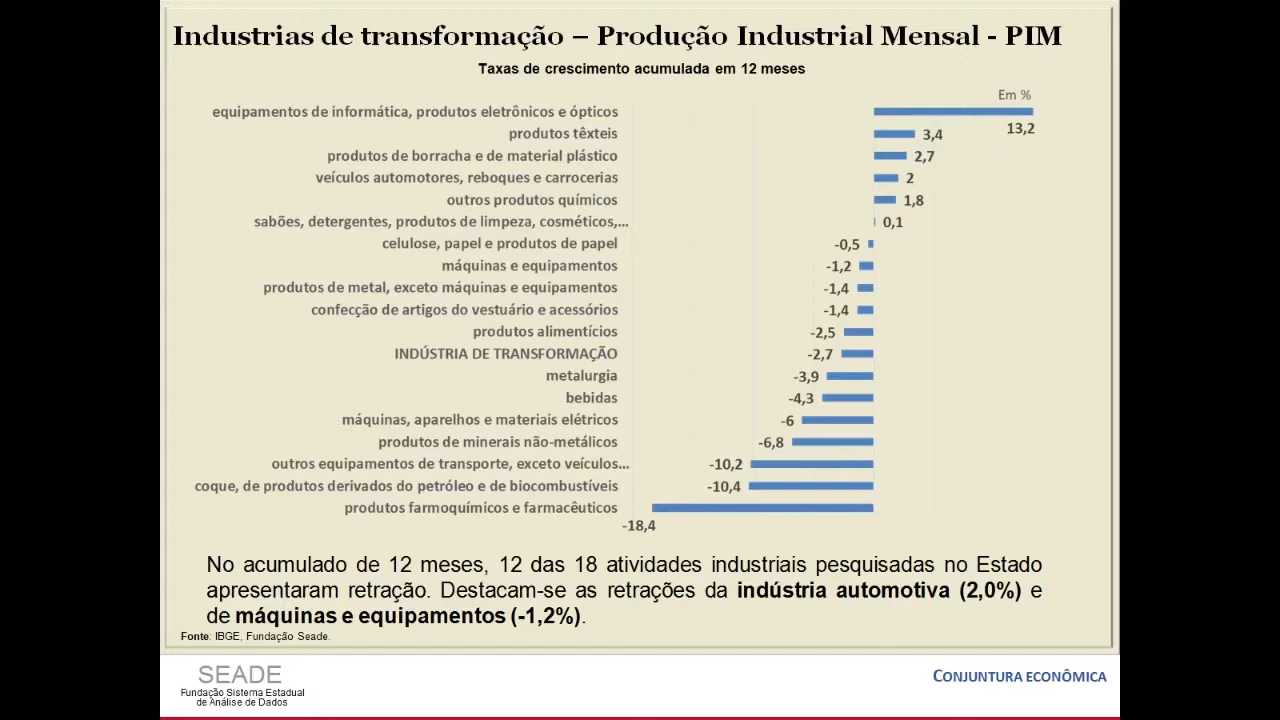 Industrias de transformação – Produção Industrial Mensal - PIM
Taxas de crescimento acumulada em 12 meses
Em %
equipamentos de informática, produtos eletrônicos e ópticos 13,2
produtos têxteis 3,4
produtos de borracha e de material plástico 2,7
veículos automotores, reboques e carrocerias 2
outros produtos químicos 1,8
sabões, detergentes, produtos de limpeza, cosméticos,... 0,1
celulose, papel e produtos de papel -0,5
máquinas e equipamentos -1,2
produtos de metal, exceto máquinas e equipamentos -1,4
confecção de artigos do vestuário e acessórios -1,4
produtos alimentícios -2,5
INDÚSTRIA DE TRANSFORMAÇÃO -2,7
metalurgia -3,9
bebidas -4,3
máquinas, aparelhos e materiais elétricos -6
produtos de minerais não-metálicos -6,8
outros equipamentos de transporte, exceto veículos... -10,2
coque, de produtos derivados do petróleo e de biocombustíveis -10,4
produtos farmoquímicos e farmacêuticos -18,4
No acumulado de 12 meses, 12 das 18 atividades industriais pesquisadas no Estado
apresentaram retração. Destacam-se as retrações da indústria automotiva (2,0%) e
de máquinas e equipamentos (-1,2%).
Fonte: IBGE, Fundação Seade.
SEADE
Fundação Sistema Estadual
de Análise de Dados
CONJUNTURA ECONÔMICA